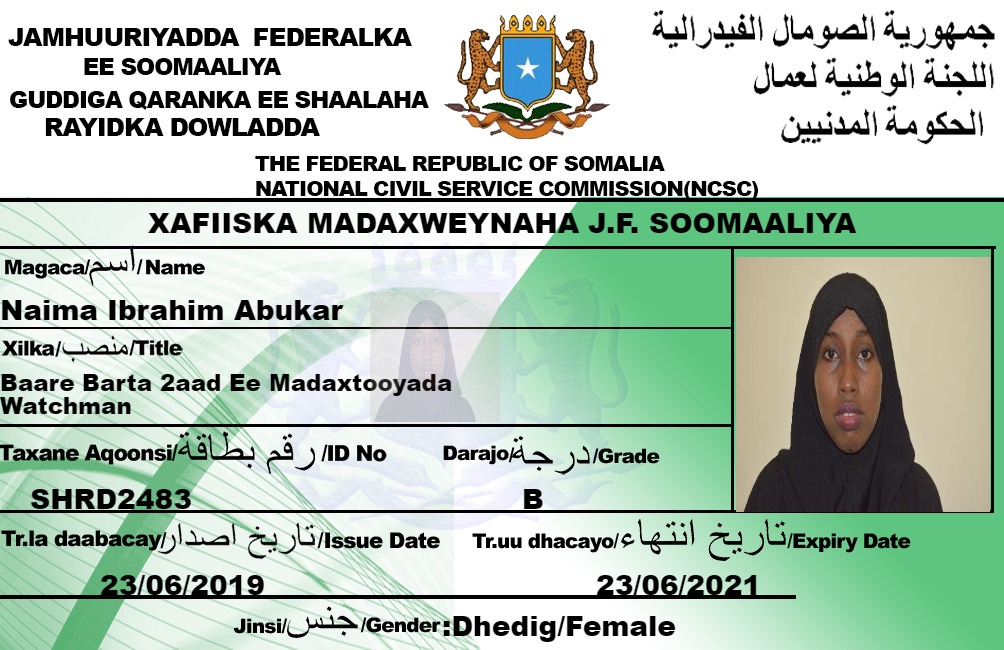 JAMHUURIYADDA FEDERALKA
EE SOOMAALIYA
GUDDIGA QARANKA EE SHAALAHA
RAYIDKA DOWLADDA
جمهورية الصومال الفيدرالية
اللجنة الوطنية لعمال
الحكومة المدنيين
THE FEDERAL REPUBLIC OF SOMALIA
NATIONAL CIVIL SERVICE COMMISSION(NCSC)
XAFIISKA MADAXWEYNAHA J.F. SOOMAALIYA
Magaca/اسم/Name
Naima Ibrahim Abukar
Xilka/منصب/Title
Baare Barta 2aad Ee Madaxtooyada
Watchman
Taxane Aqoonsi/رقم بطاقة/ID No
SHRD2483
Darajo/درجة/Grade
B
Tr.la daabacay/تاريخ اصدار/Issue Date
23/06/2019
Tr.uu dhacayo/تاريخ انتهاء/Expiry Date
23/06/2021
Jinsi/جنس/Gender:Dhedig/Female